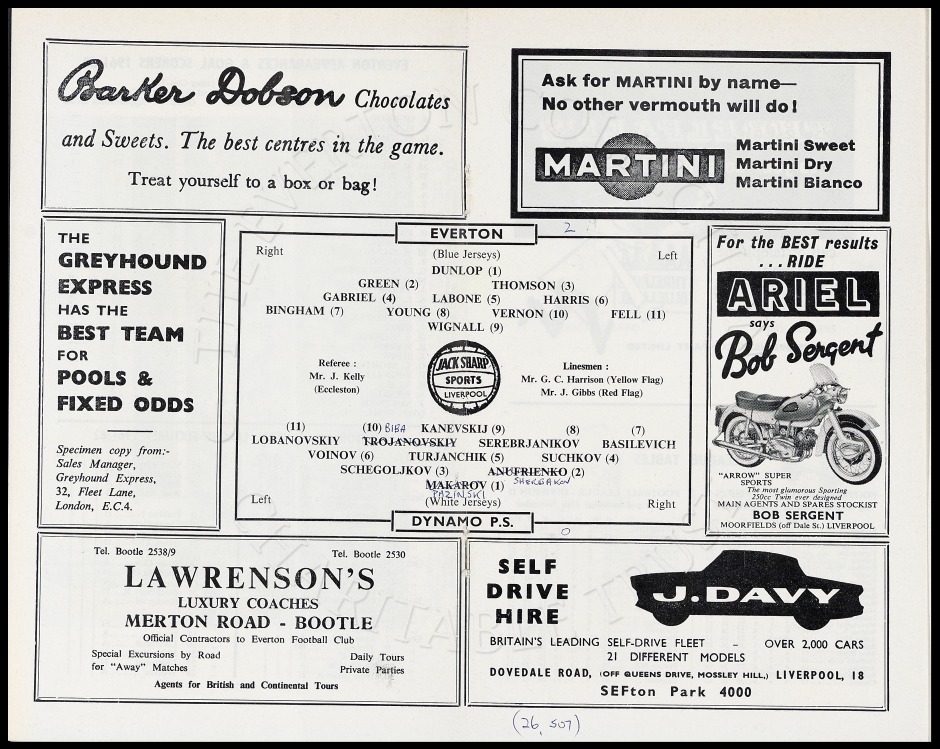 Barker Dobson Chocolates
and Sweets. The best centres in the game.
Treat yourself to a box or bag!
Ask for MARTINI by name—
No other vermouth will do!
MARTINI
Martini Sweet
Martini Dry
Martini Bianco
THE
GREYHOUND
EXPRESS
HAS THE
BEST TEAM
FOR
POOLS &
FIXED ODDS
Specimen copy from:-
Sales Manager,
Greyhound Express,
32, Fleet Lane,
London, E.C.4.
EVERTON
2
Right
(Blue Jerseys)
Left
DUNLOP (1)
GREEN (2) THOMSON (3)
GABRIEL (4) LABONE (5) HARRIS (6)
BINGHAM (7) YOUNG (8) VERNON (10) FELL (11)
WIGNALL (9)
Referee :
Mr. J. Kelly
(Eccleston)
JACK SHARP
SPORTS
LIVERPOOL
Linesmen :
Mr. G. C. Harrison (Yellow Flag)
Mr. J. Gibbs (Red Flag)
(11) (10) BIBA KANEVSKIJ (9) (8) (7)
LOBANOVSKIY TROJANOVSKIY SEREBRJANIKOV BASILEVICH
VOINOV (6) TURJANCHIK (5) SUCHKOV (4)
SCHEGOLJKOV (3) ANUFRIENKO (2)
MAKAROV (1)
Left
(White Jerseys)
Right
DYNAMO P.S.
0
For the BEST results
...RIDE
ARIEL
says
Bob Sergent
"ARROW" SUPER
SPORTS
The most glamorous Sporting
250cc Twin ever designed
MAIN AGENTS AND SPARES STOCKIST
BOB SERGENT
MOORFIELDS (off Dale St.) LIVERPOOL
Tel. Bootle 2538/9 Tel. Bootle 2530
LAWRENSON'S
LUXURY COACHES
MERTON ROAD - BOOTLE
Official Contractors to Everton Football Club
Special Excursions by Road
for "Away" Matches
Daily Tours
Private Parties
Agents for British and Continental Tours
SELF
DRIVE
HIRE
J. DAVY
BRITAIN'S LEADING SELF-DRIVE FLEET – OVER 2,000 CARS
21 DIFFERENT MODELS
DOVEDALE ROAD, (OFF QUEENS DRIVE, MOSSLEY HILL,) LIVERPOOL, 18
SEFton Park 4000
(26,507)